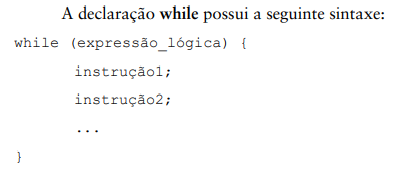 A declaração while possui a seguinte sintaxe:
while (expressão_lógica) {
instrução1;
instrução2;
...
}